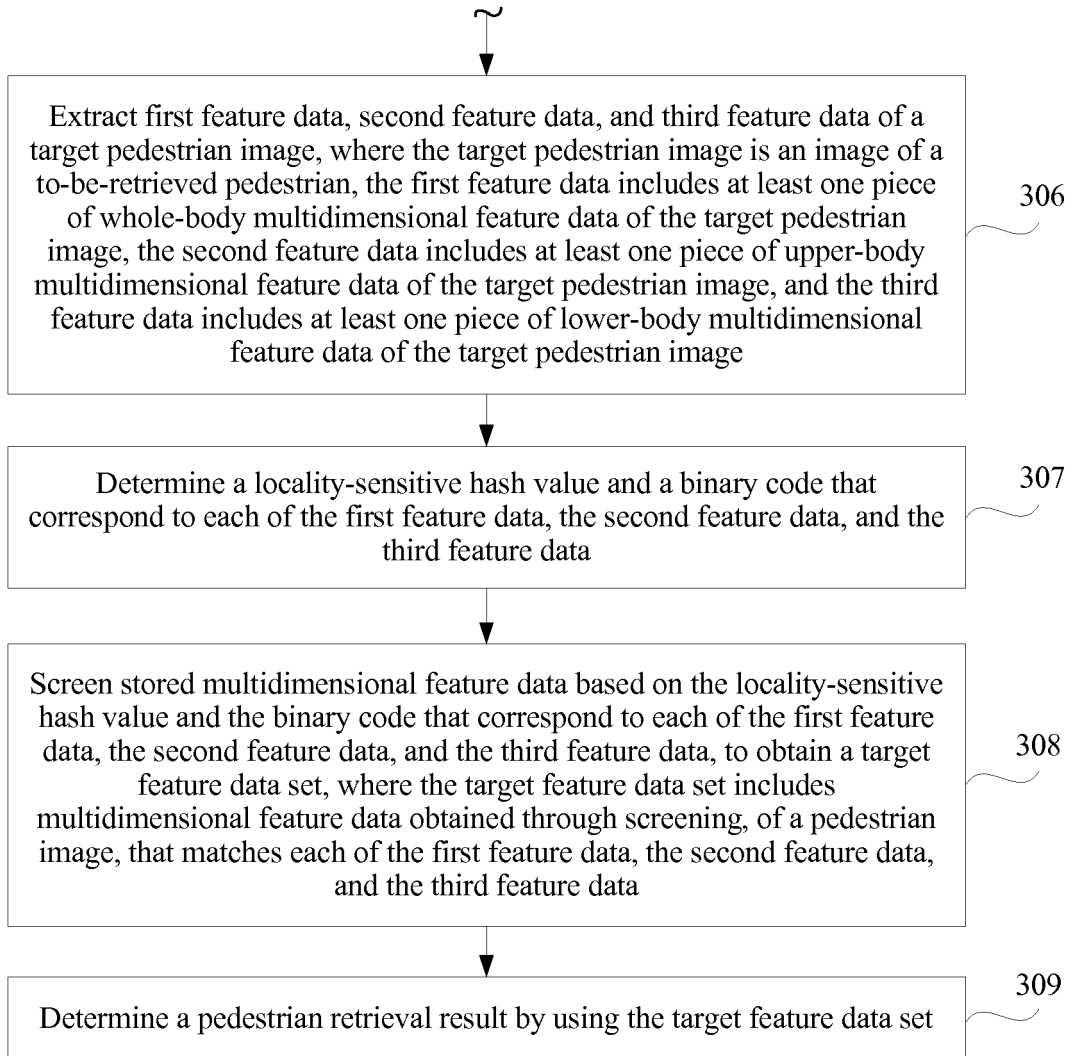 Extract first feature data, second feature data, and third feature data of a
target pedestrian image, where the target pedestrian image is an image of a
to-be-retrieved pedestrian, the first feature data includes at least one piece
of whole-body multidimensional feature data of the target pedestrian
image, the second feature data includes at least one piece of upper-body
multidimensional feature data of the target pedestrian image, and the third
feature data includes at least one piece of lower-body multidimensional
feature data of the target pedestrian image
306
Determine a locality-sensitive hash value and a binary code that
correspond to each of the first feature data, the second feature data, and the
third feature data
307
Screen stored multidimensional feature data based on the locality-sensitive
hash value and the binary code that correspond to each of the first feature
data, the second feature data, and the third feature data, to obtain a target
feature data set, where the target feature data set includes
multidimensional feature data obtained through screening, of a pedestrian
image, that matches each of the first feature data, the second feature data,
and the third feature data
308
Determine a pedestrian retrieval result by using the target feature data set
309